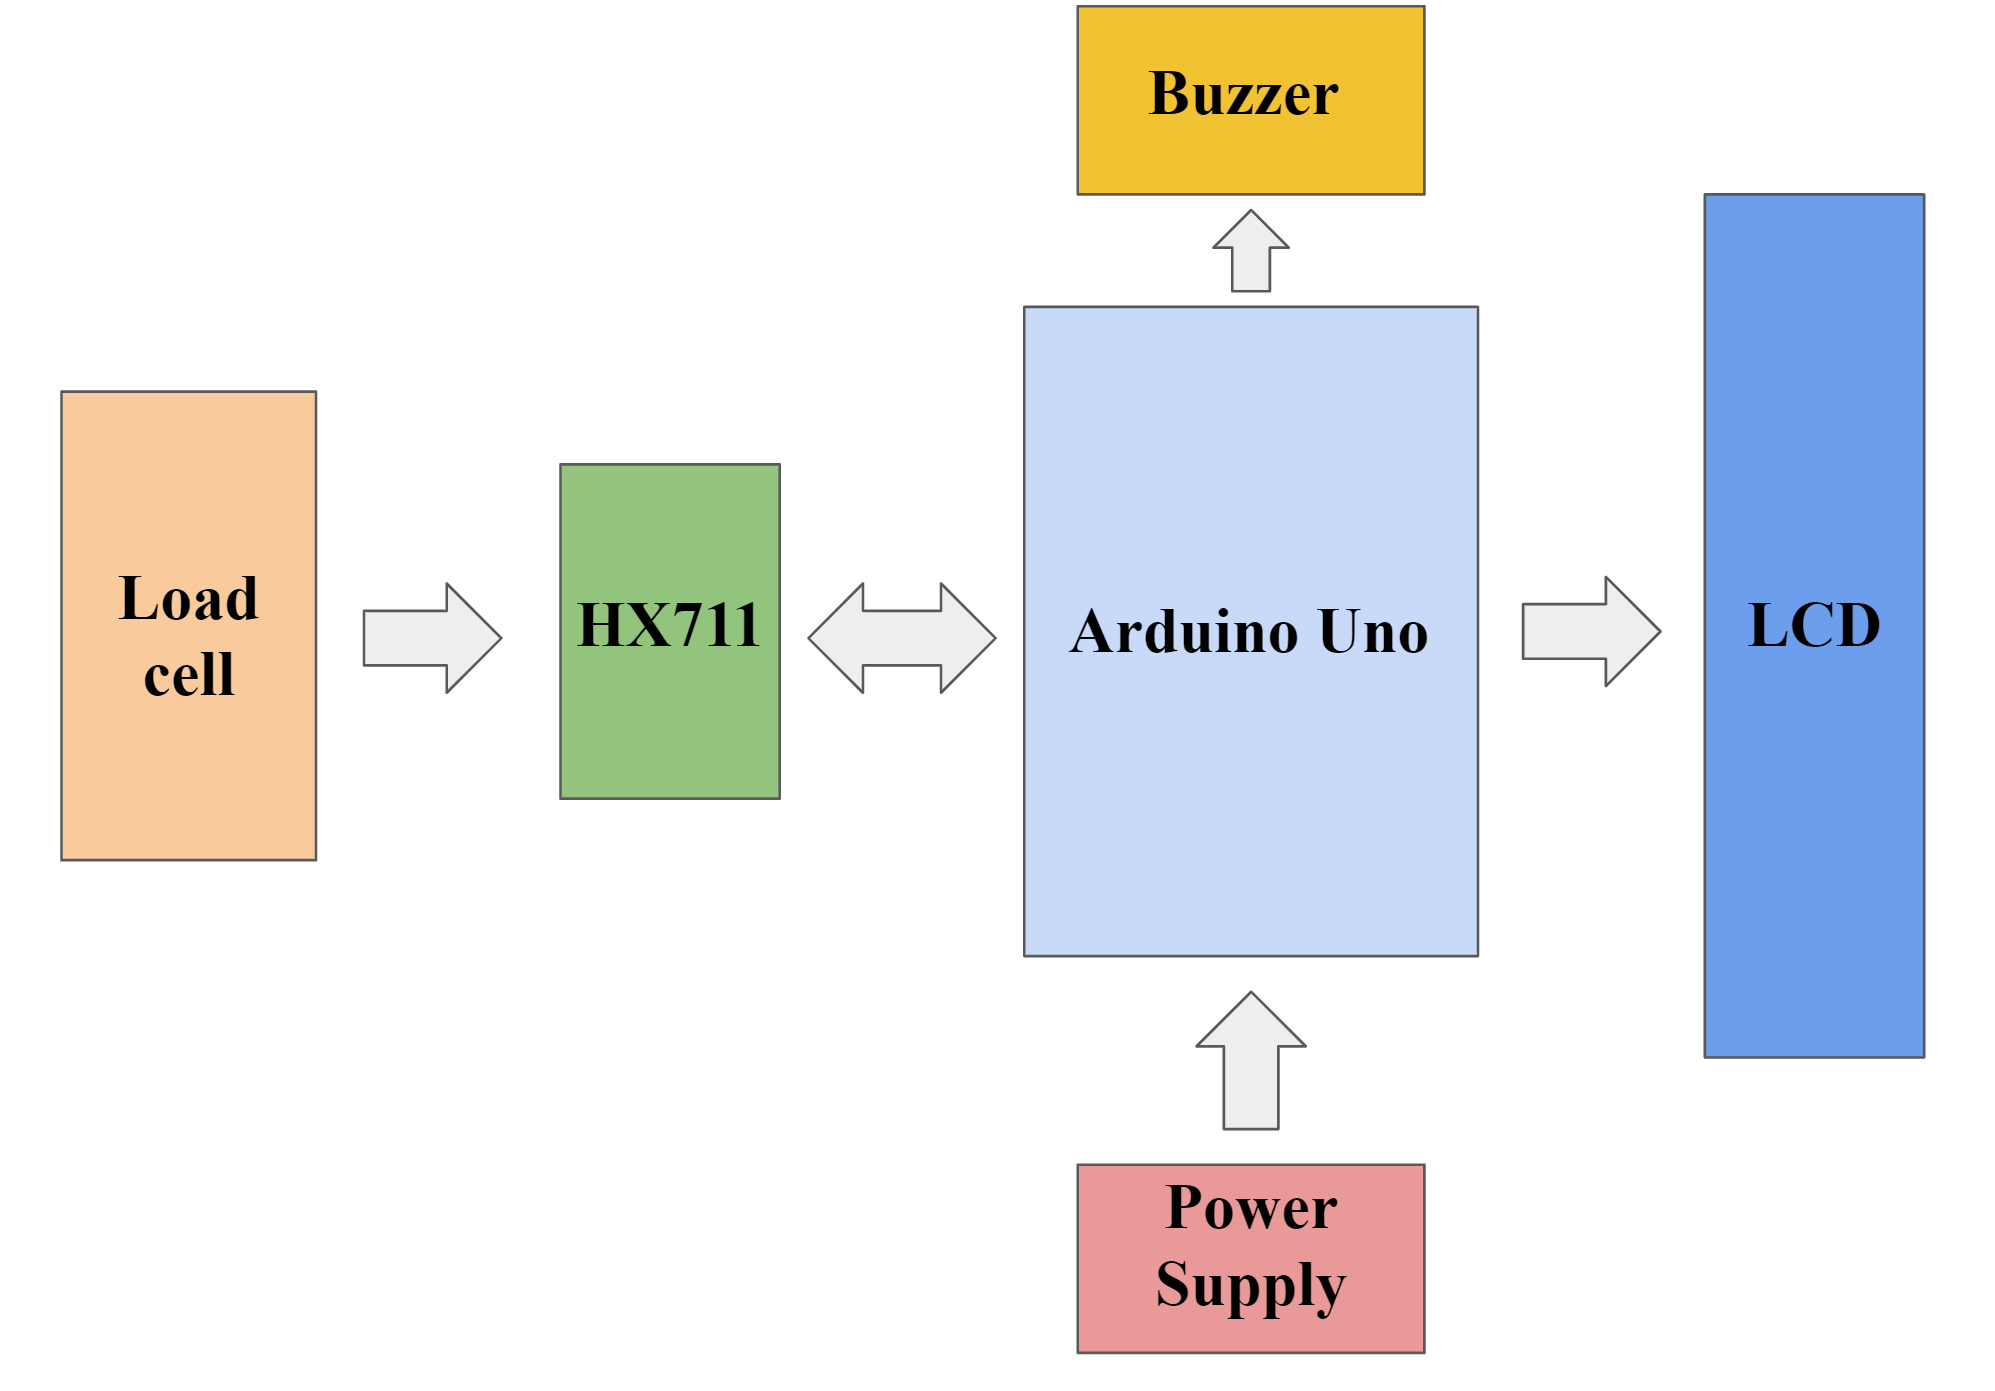 Buzzer
Load
cell
HX711
Arduino Uno
LCD
Power
Supply